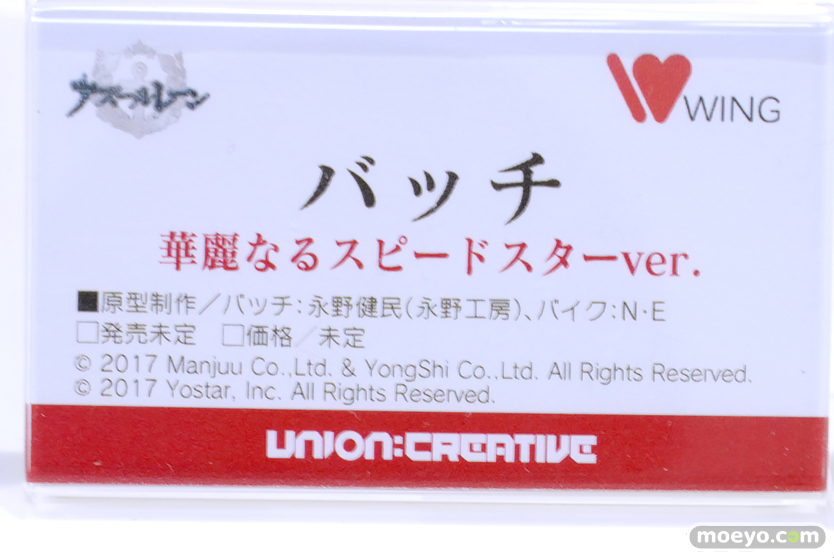 アズールレーン
WING
バッチ
華麗なるスピードスターver.
■原型制作／バッチ：永野健民(永野工房)、バイク：N・E
□発売未定　□価格／未定
© 2017 Manjuu Co.,Ltd. & YongShi Co.,Ltd. All Rights Reserved.
© 2017 Yostar, Inc. All Rights Reserved.
UNION:CREATIVE
moeyo.com